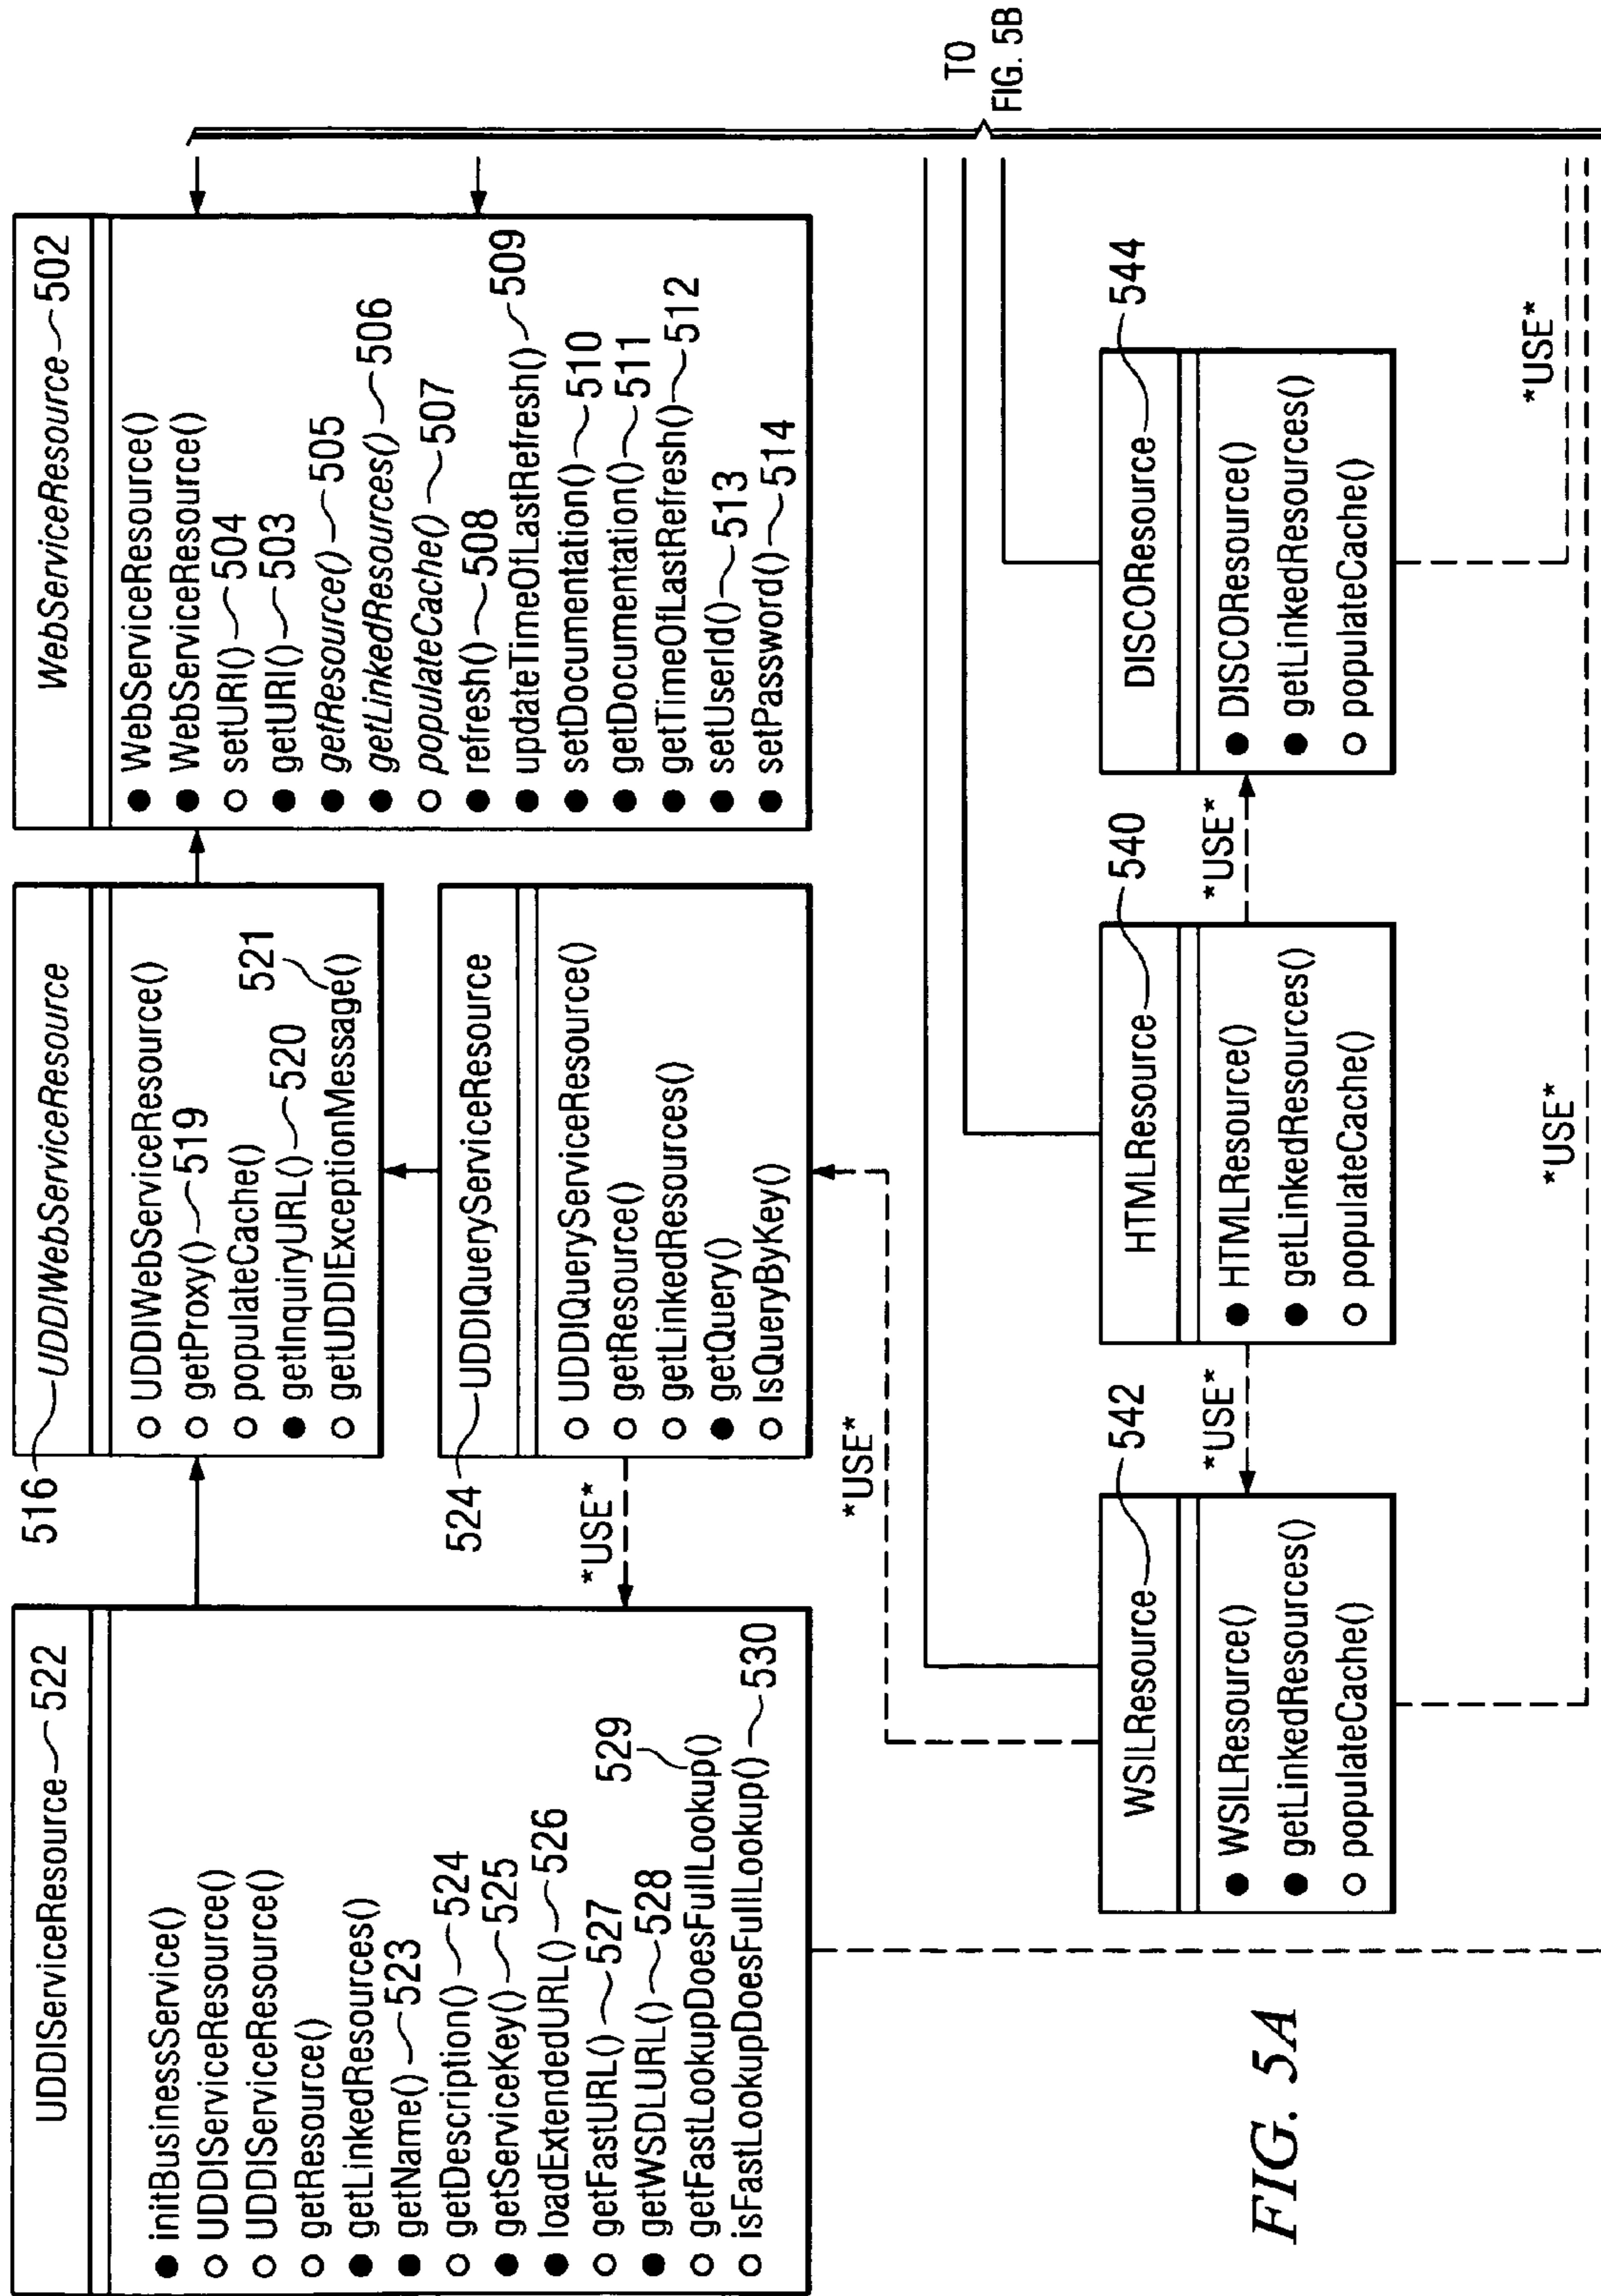 UDDIServiceResource 522
● initBusinessService()
○ UDDIServiceResource()
○ UDDIServiceResource()
○ getResource()
● getLinkedResources()
● getName() 523
○ getDescription() 524
● getServiceKey() 525
● loadExtendedURL() 526
○ getFastURL() 527
● getWSDLURL() 528
○ getFastLookupDoesFullLookup() 529
○ isFastLookupDoesFullLookup() 530
516 UDDIWebServiceResource
○ UDDIWebServiceResource()
○ getProxy() 519
○ populateCache()
● getInquiryURL() 520
○ getUDDIExceptionMessage() 521
524 UDDIQueryServiceResource
○ UDDIQueryServiceResource()
○ getResource()
○ getLinkedResources()
● getQuery()
○ IsQueryByKey()
*USE*
WebServiceResource 502
● WebServiceResource()
● WebServiceResource()
○ setURI() 504
● getURI() 503
● getResource() 505
● getLinkedResources() 506
○ populateCache() 507
● refresh() 508
● updateTimeOfLastRefresh() 509
● setDocumentation() 510
● getDocumentation() 511
● getTimeOfLastRefresh() 512
● setUserId() 513
● setPassword() 514
*USE*
TO
FIG. 5B
WSILResource 542
● WSILResource()
● getLinkedResources()
○ populateCache()
*USE*
HTMLResource 540
● HTMLResource()
● getLinkedResources()
○ populateCache()
*USE*
DISCOResource 544
● DISCOResource()
● getLinkedResources()
○ populateCache()
*USE*
*USE*
FIG. 5A